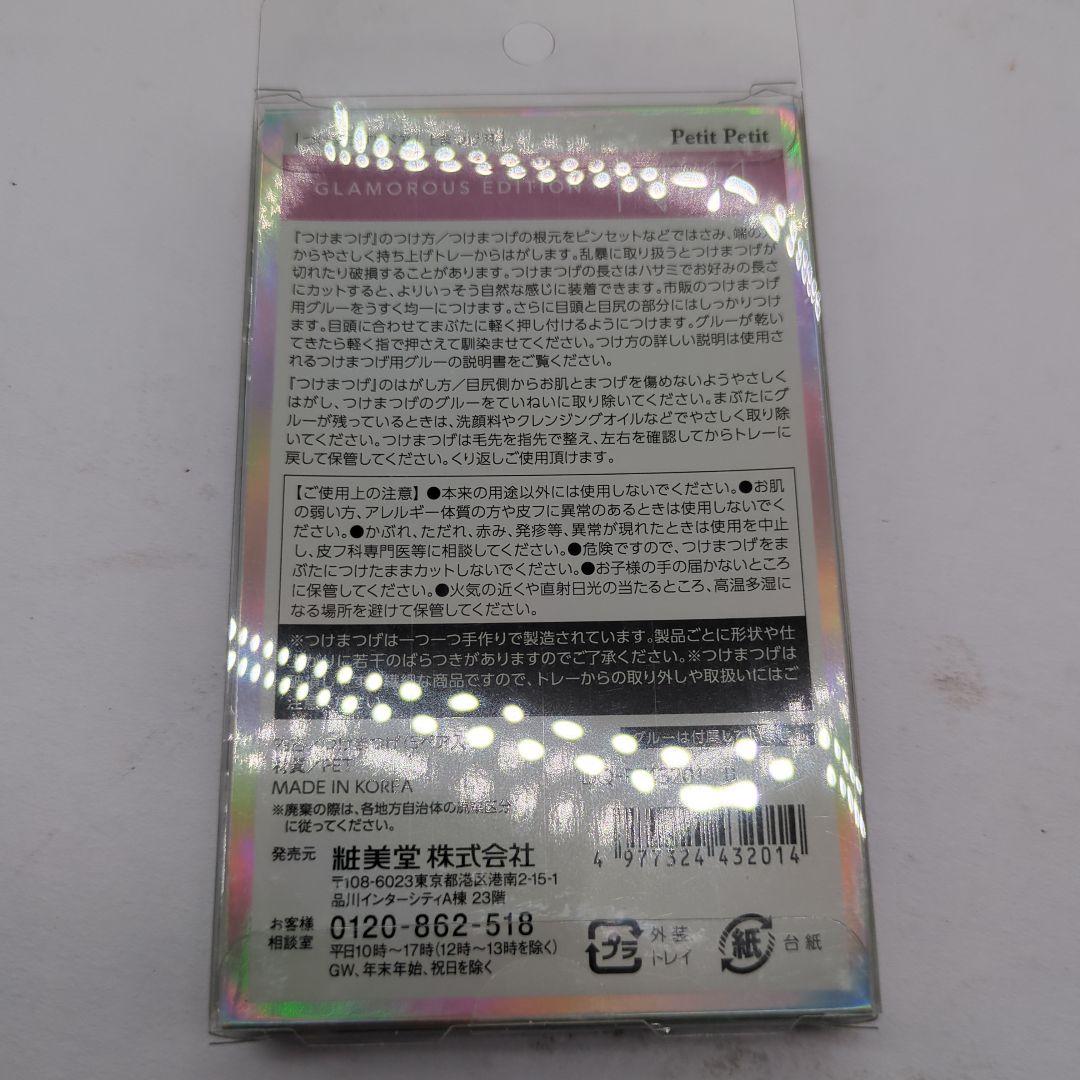 Petit Petit
GLAMOROUS EDITION
『つけまつげ』のつけ方/つけまつげの根元をピンセットなどではさみ、端の
からやさしく持ち上げトレーからはがします。乱暴に取り扱うとつけまつげが
切れたり破損することがあります。つけまつげの長さはハサミでお好みの長さ
にカットすると、よりいっそう自然な感じに装着できます。市販のつけまつげ
用グルーをうすく均一につけます。さらに目頭と目尻の部分にはしっかりつけ
ます。目頭に合わせてまぶたに軽く押し付けるようにつけます。グルーが乾い
てきたら軽く指で押さえて馴染ませてください。つけ方の詳しい説明は使用さ
れるつけまつげ用グルーの説明書をご覧ください。
『つけまつげ』のはがし方/目尻側からお肌とまつげを傷めないようやさしく
はがし、つけまつげのグルーをていねいに取り除いてください。まぶたにグ
ルーが残っているときは、洗顔料やクレンジングオイルなどでやさしく取り除
いてください。つけまつげは毛先を指先で整え、左右を確認してからトレーに
戻して保管してください。くり返しご使用頂けます。
【ご使用上の注意】●本来の用途以外には使用しないでください。●お肌
の弱い方、アレルギー体質の方や皮フに異常のあるときは使用しないでく
ださい。●かぶれ、ただれ、赤み、発疹等、異常が現れたときは使用を中止
し、皮フ科専門医等に相談してください。●危険ですので、つけまつげをま
ぶたにつけたままカットしないでください。●お子様の手の届かないところ
に保管してください。●火気の近くや直射日光の当たるところ、高温多湿に
なる場所を避けて保管してください。
※つけまつげは一つ一つ手作りで製造されています。製品ごとに形状や仕
に若干のばらつきがありますのでご了承ください。※つけまつげは
な商品ですので、トレーからの取り外しや取扱いにはご
グルーは付属して
材質/PET
MADE IN KOREA
※廃棄の際は、各地方自治体の廃棄区分
に従ってください。
4 977324 432014
発売元 粧美堂 株式会社
〒108-6023東京都港区港南2-15-1
品川インターシティA棟 23階
お客様
相談室 0120-862-518
平日10時～17時(12時～13時を除く)
GW、年末年始、祝日を除く
プラ 外装
トレイ
紙 台紙